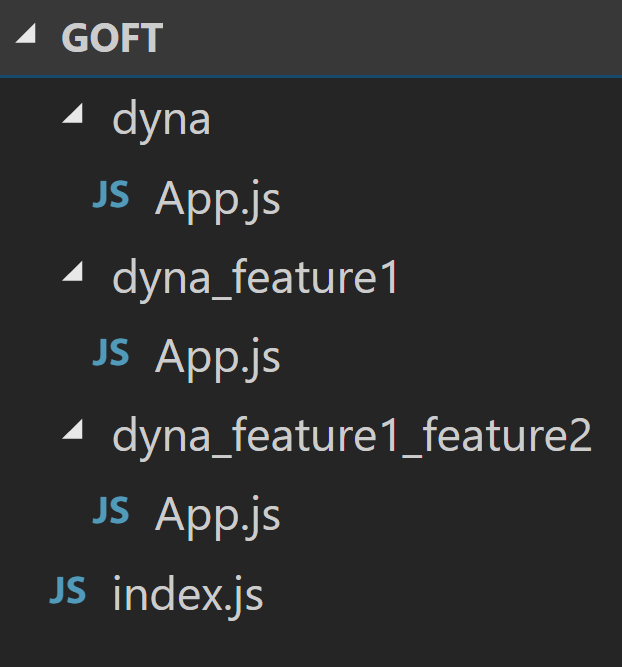 GOFT
dyna
JS App.js
dyna_feature1
JS App.js
dyna_feature1_feature2
JS App.js
JS index.js